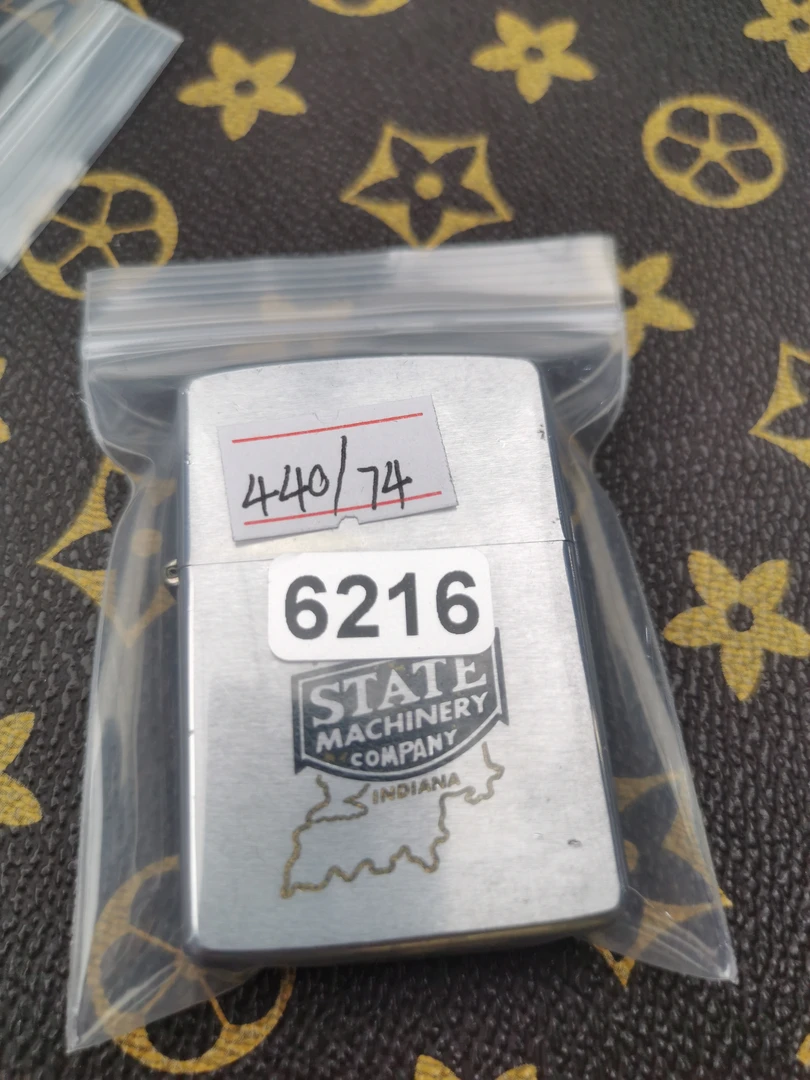 440/74
6216
STATE
MACHINERY
COMPANY
INDIANA